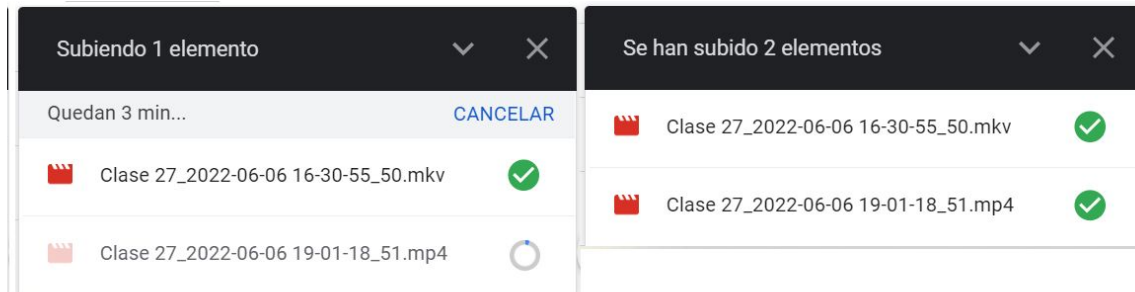 Subiendo 1 elemento
Quedan 3 min...
CANCELAR
Clase 27_2022-06-06 16-30-55_50.mkv
Clase 27_2022-06-06 19-01-18_51.mp4
Se han subido 2 elementos
Clase 27_2022-06-06 16-30-55_50.mkv
Clase 27_2022-06-06 19-01-18_51.mp4